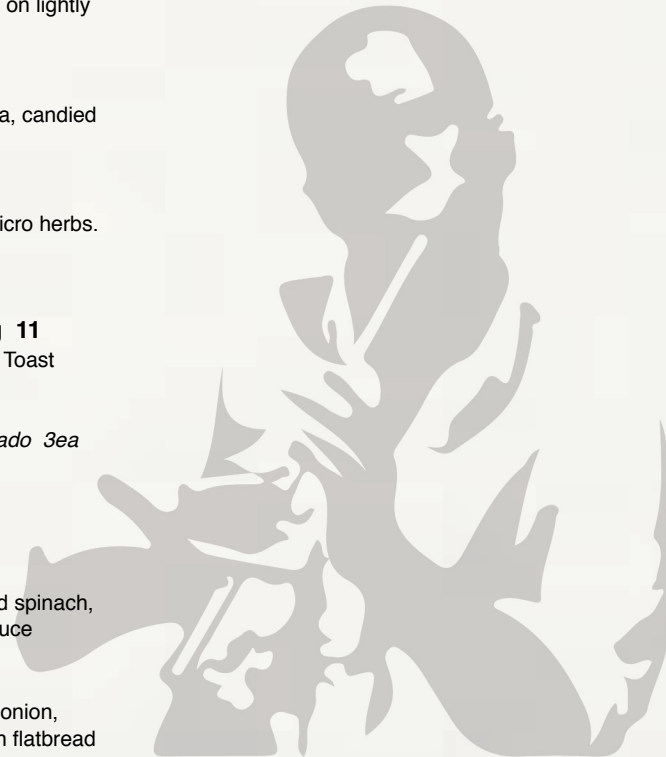 on lightly
a, candied
icro herbs.
11
Toast
ado 3ea
d spinach,
uce
onion,
n flatbread